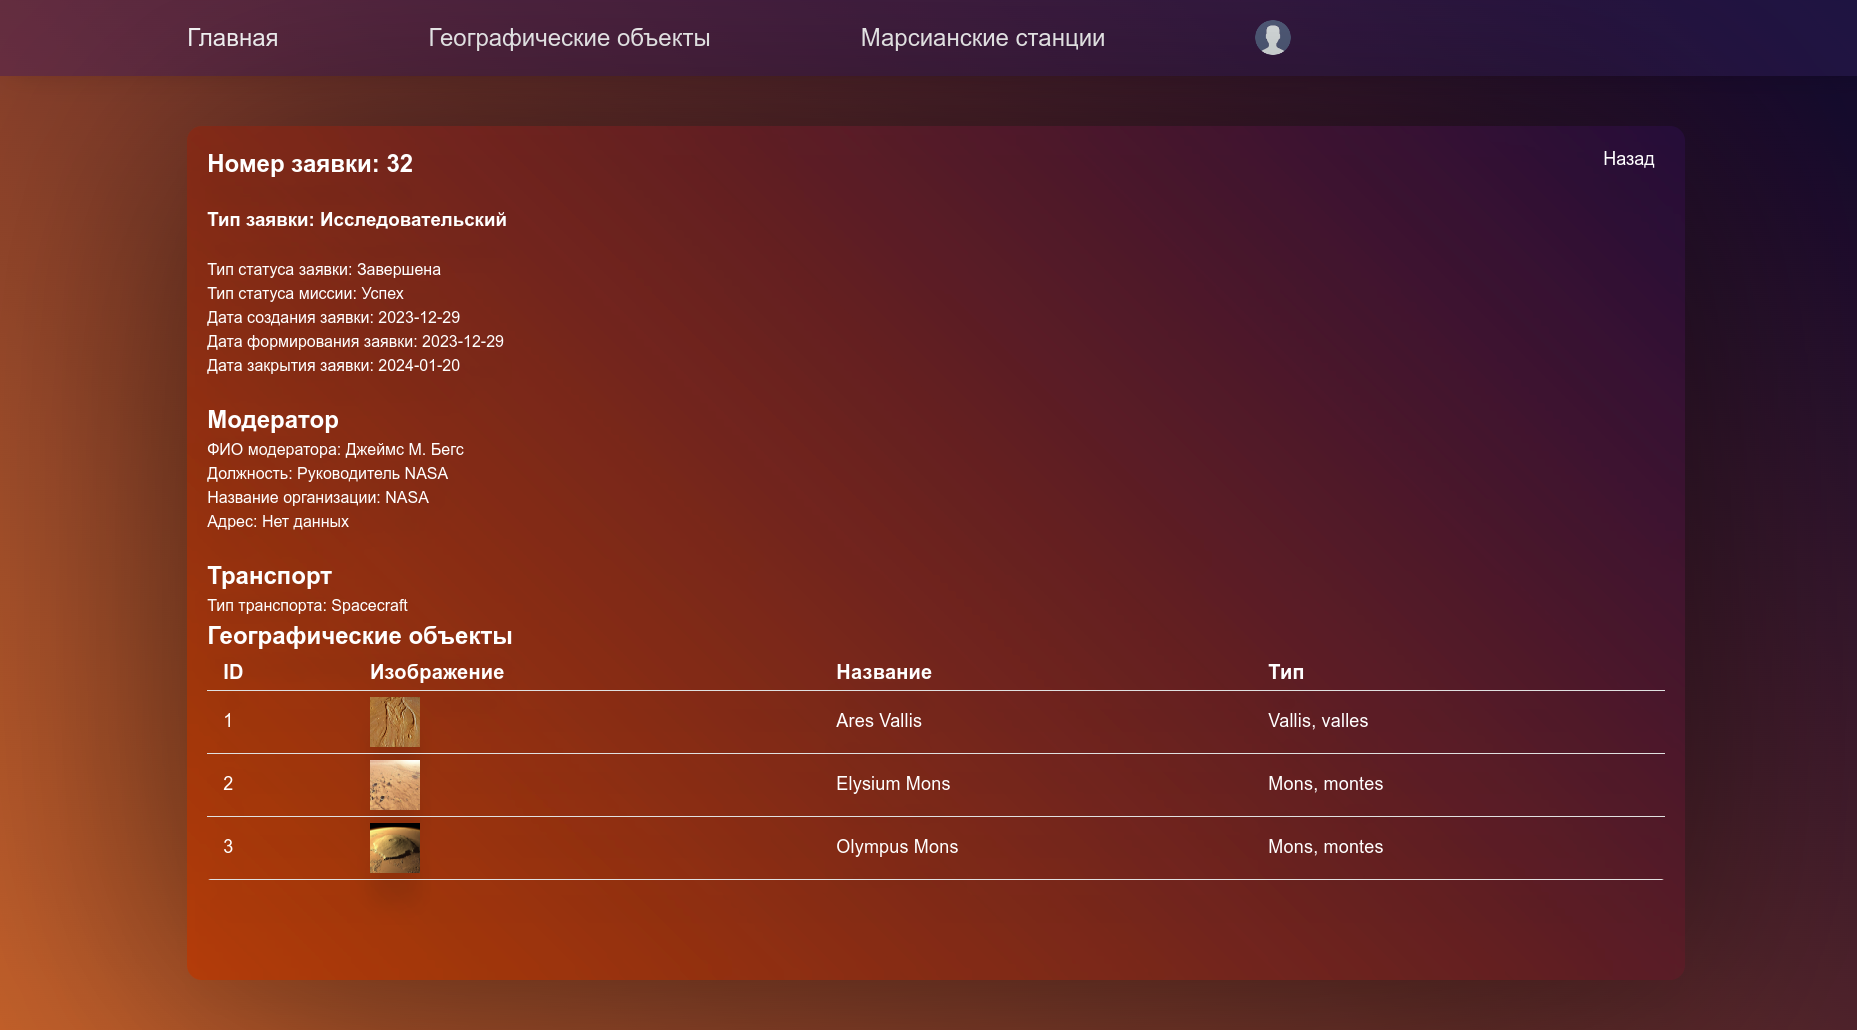 Главная Географические объекты Марсианские станции
Номер заявки: 32
Назад
Тип заявки: Исследовательский
Тип статуса заявки: Завершена
Тип статуса миссии: Успех
Дата создания заявки: 2023-12-29
Дата формирования заявки: 2023-12-29
Дата закрытия заявки: 2024-01-20
Модератор
ФИО модератора: Джеймс М. Бегс
Должность: Руководитель NASA
Название организации: NASA
Адрес: Нет данных
Транспорт
Тип транспорта: Spacecraft
Географические объекты
ID Изображение Название Тип
1 Ares Vallis Vallis, valles
2 Elysium Mons Mons, montes
3 Olympus Mons Mons, montes